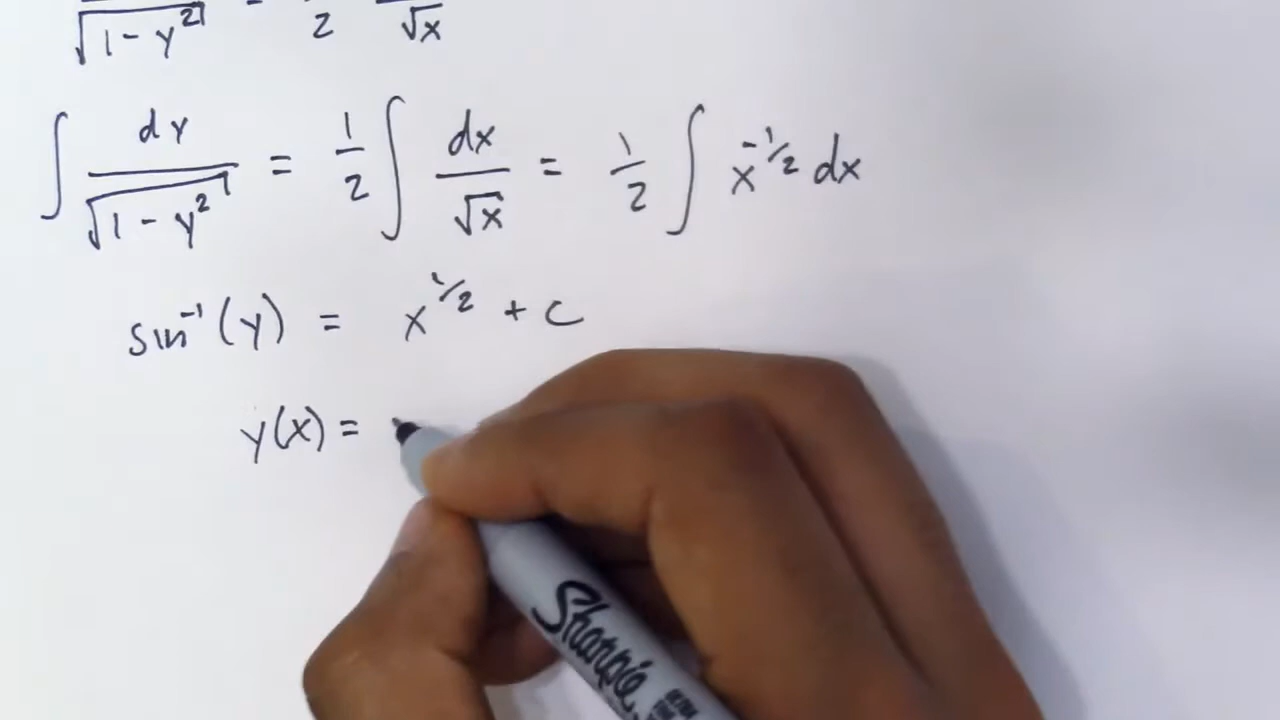 √(1 - y²) = 1/2 √x
∫ dy/√(1 - y²) = 1/2 ∫ dx/√x = 1/2 ∫ x^(-1/2) dx
sin⁻¹(y) = x^(1/2) + C
y(x) =
Sharpie